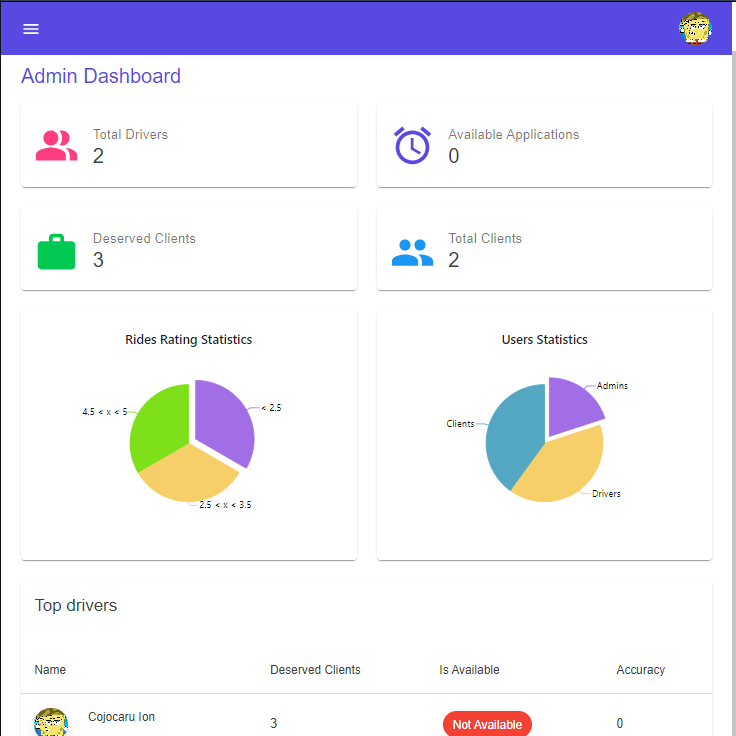 Admin Dashboard
Total Drivers
2
Available Applications
0
Deserved Clients
3
Total Clients
2
Rides Rating Statistics
4.5 < x < 5
< 2.5
2.5 < x < 3.5
Users Statistics
Admins
Clients
Drivers
Top drivers
Name Deserved Clients Is Available Accuracy
Cojocaru Ion 3 Not Available 0